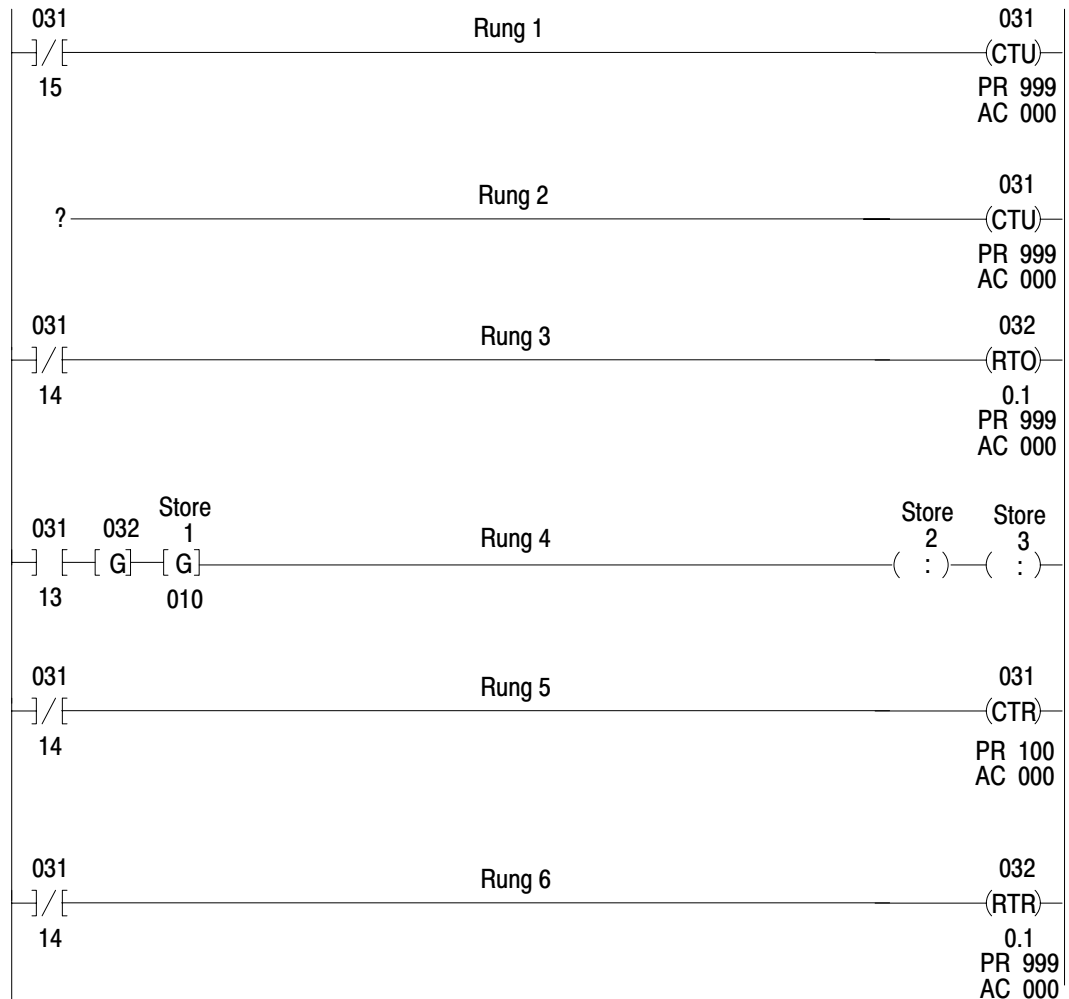 031 Rung 1 031
]/[ (CTU)
15 PR 999
AC 000
Rung 2 031
? (CTU)
PR 999
AC 000
031 Rung 3 032
]/[ (RTO)
14 0.1
PR 999
AC 000
Store Store Store
031 032 1 Rung 4 2 3
] [ [ G] [ G] ( : ) ( : )
13 010
031 Rung 5 031
]/[ (CTR)
14 PR 100
AC 000
031 Rung 6 032
]/[ (RTR)
14 0.1
PR 999
AC 000